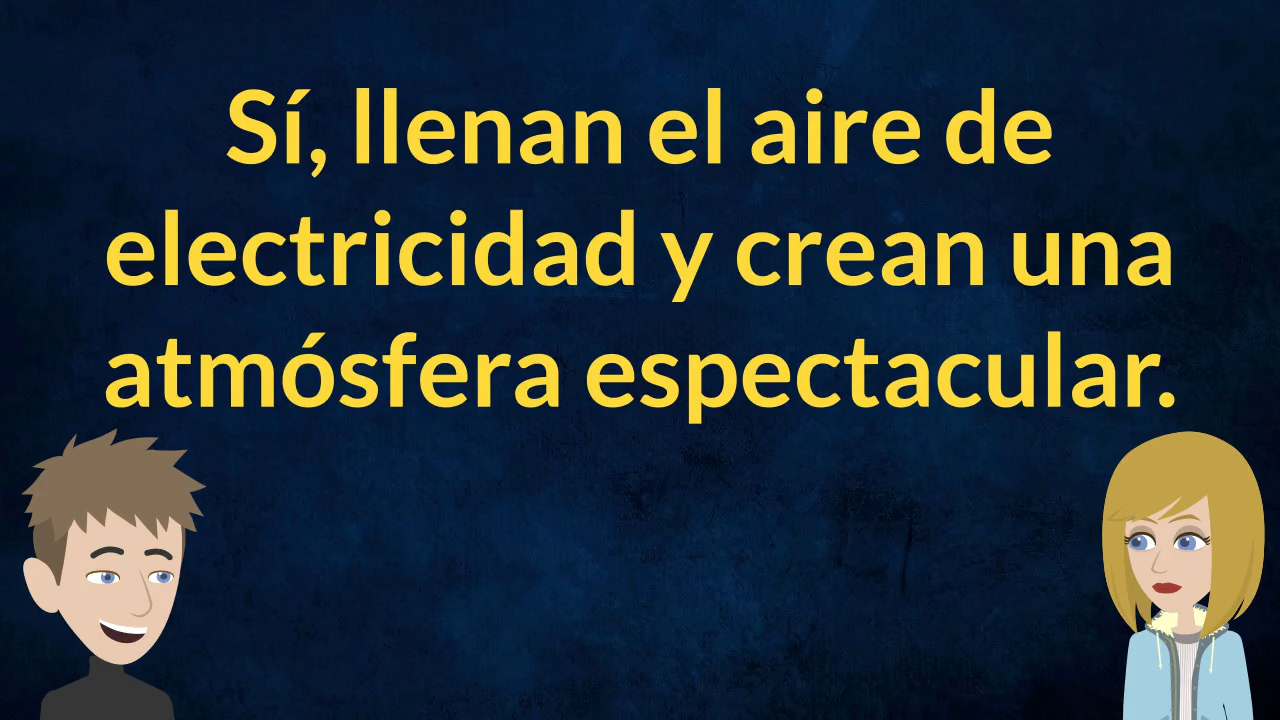 Sí, llenan el aire de
electricidad y crean una
atmósfera espectacular.